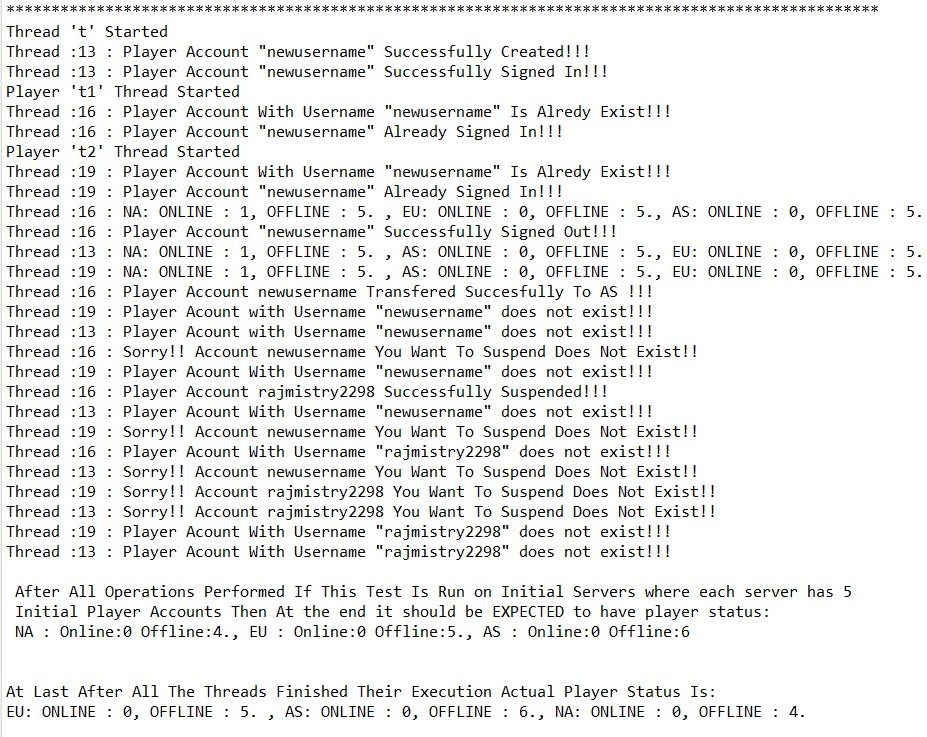 *************************************************************************************************
Thread 't' Started
Thread :13 : Player Account "newusername" Successfully Created!!!
Thread :13 : Player Account "newusername" Successfully Signed In!!!
Player 't1' Thread Started
Thread :16 : Player Account With Username "newusername" Is Alredy Exist!!!
Thread :16 : Player Account "newusername" Already Signed In!!!
Player 't2' Thread Started
Thread :19 : Player Account With Username "newusername" Is Alredy Exist!!!
Thread :19 : Player Account "newusername" Already Signed In!!!
Thread :16 : NA: ONLINE : 1, OFFLINE : 5. , EU: ONLINE : 0, OFFLINE : 5., AS: ONLINE : 0, OFFLINE : 5.
Thread :16 : Player Account "newusername" Successfully Signed Out!!!
Thread :13 : NA: ONLINE : 1, OFFLINE : 5. , AS: ONLINE : 0, OFFLINE : 5., EU: ONLINE : 0, OFFLINE : 5.
Thread :19 : NA: ONLINE : 1, OFFLINE : 5. , AS: ONLINE : 0, OFFLINE : 5., EU: ONLINE : 0, OFFLINE : 5.
Thread :16 : Player Account newusername Transfered Succesfully To AS !!!
Thread :19 : Player Acount with Username "newusername" does not exist!!!
Thread :13 : Player Acount with Username "newusername" does not exist!!!
Thread :16 : Sorry!! Account newusername You Want To Suspend Does Not Exist!!
Thread :19 : Player Acount With Username "newusername" does not exist!!!
Thread :16 : Player Account rajmistry2298 Successfully Suspended!!!
Thread :13 : Player Acount With Username "newusername" does not exist!!!
Thread :19 : Sorry!! Account newusername You Want To Suspend Does Not Exist!!
Thread :16 : Player Acount With Username "rajmistry2298" does not exist!!!
Thread :13 : Sorry!! Account newusername You Want To Suspend Does Not Exist!!
Thread :19 : Sorry!! Account rajmistry2298 You Want To Suspend Does Not Exist!!
Thread :13 : Sorry!! Account rajmistry2298 You Want To Suspend Does Not Exist!!
Thread :19 : Player Acount With Username "rajmistry2298" does not exist!!!
Thread :13 : Player Acount With Username "rajmistry2298" does not exist!!!
After All Operations Performed If This Test Is Run on Initial Servers where each server has 5
Initial Player Accounts Then At the end it should be EXPECTED to have player status:
NA : Online:0 Offline:4., EU : Online:0 Offline:5., AS : Online:0 Offline:6
At Last After All The Threads Finished Their Execution Actual Player Status Is:
EU: ONLINE : 0, OFFLINE : 5. , AS: ONLINE : 0, OFFLINE : 6., NA: ONLINE : 0, OFFLINE : 4.